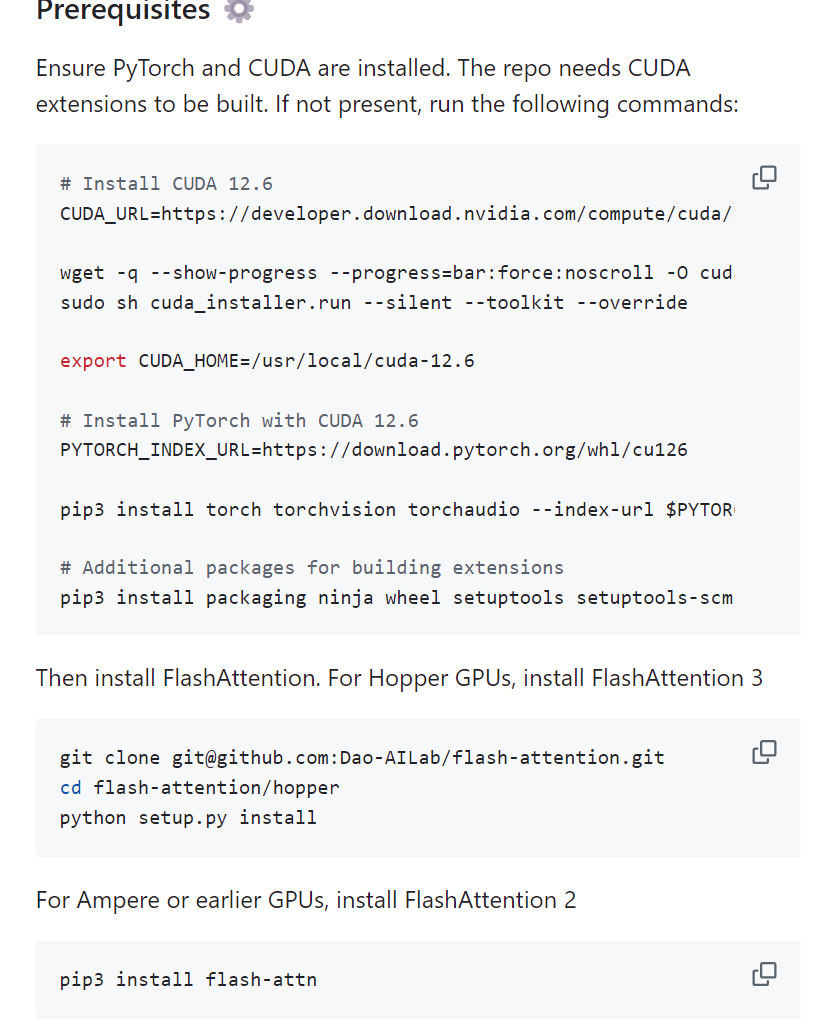 Prerequisites
Ensure PyTorch and CUDA are installed. The repo needs CUDA
extensions to be built. If not present, run the following commands:
# Install CUDA 12.6
CUDA_URL=https://developer.download.nvidia.com/compute/cuda/
wget -q --show-progress --progress=bar:force:noscroll -O cud
sudo sh cuda_installer.run --silent --toolkit --override
export CUDA_HOME=/usr/local/cuda-12.6
# Install PyTorch with CUDA 12.6
PYTORCH_INDEX_URL=https://download.pytorch.org/whl/cu126
pip3 install torch torchvision torchaudio --index-url $PYTOR
# Additional packages for building extensions
pip3 install packaging ninja wheel setuptools setuptools-scm
Then install FlashAttention. For Hopper GPUs, install FlashAttention 3
git clone git@github.com:Dao-AILab/flash-attention.git
cd flash-attention/hopper
python setup.py install
For Ampere or earlier GPUs, install FlashAttention 2
pip3 install flash-attn